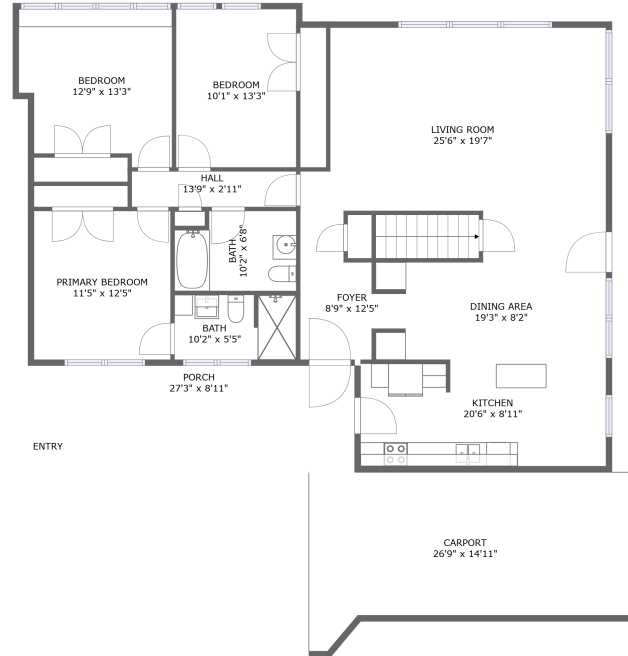 BEDROOM
12'9" x 13'3"
BEDROOM
10'1" x 13'3"
LIVING ROOM
25'6" x 19'7"
HALL
13'9" x 2'11"
BATH
10'2" x 6'8"
PRIMARY BEDROOM
11'5" x 12'5"
FOYER
8'9" x 12'5"
DINING AREA
19'3" x 8'2"
BATH
10'2" x 5'5"
PORCH
27'3" x 8'11"
KITCHEN
20'6" x 8'11"
ENTRY
CARPORT
26'9" x 14'11"